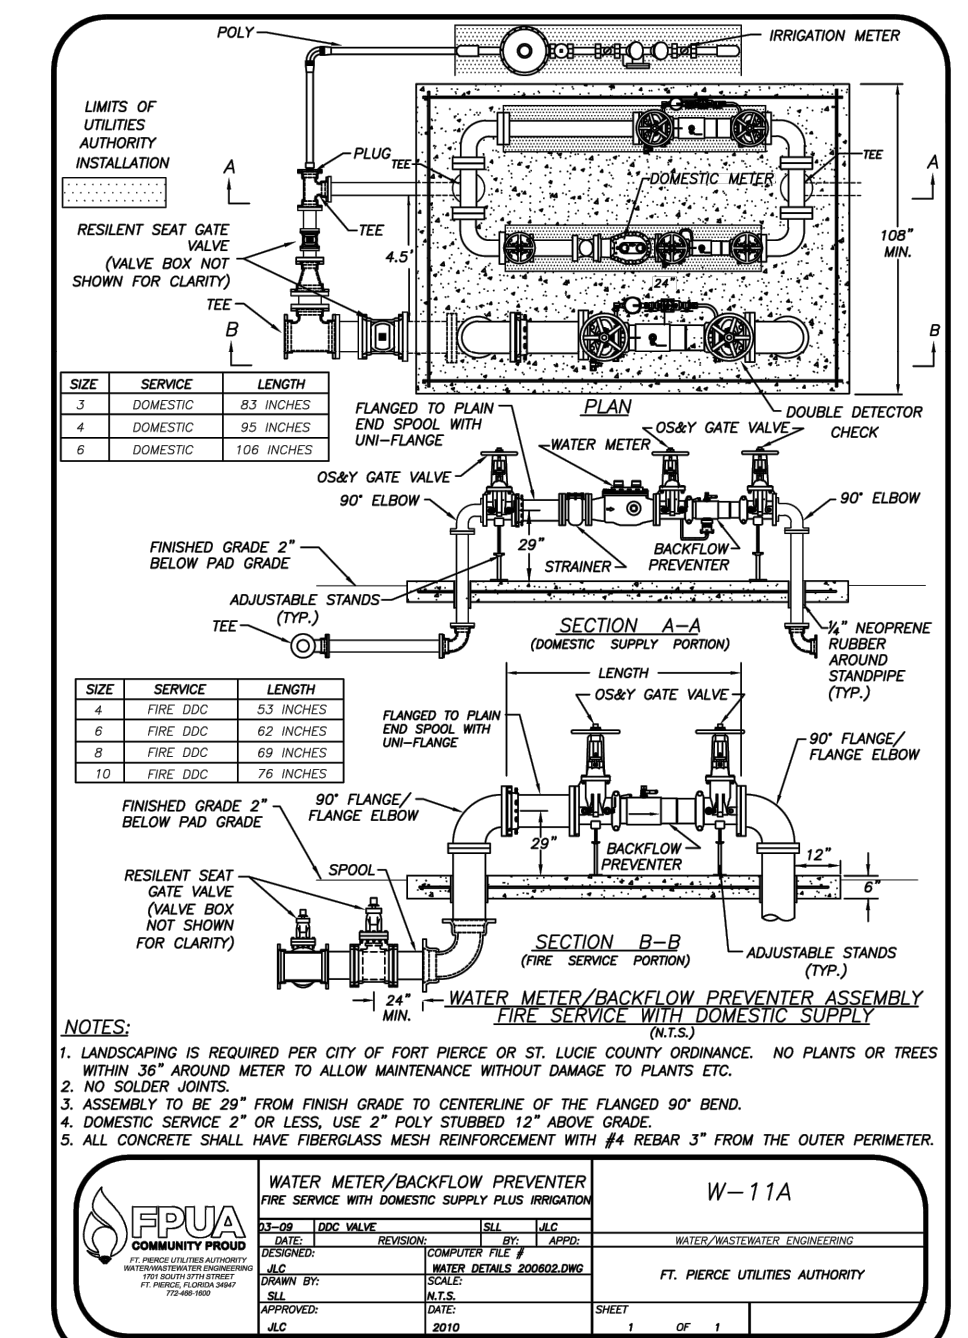 POLY
IRRIGATION METER
LIMITS OF
UTILITIES
AUTHORITY
INSTALLATION
A
PLUG
TEE
TEE
A
DOMESTIC METER
TEE
RESILENT SEAT GATE
VALVE
(VALVE BOX NOT
SHOWN FOR CLARITY)
4.5'
108"
MIN.
24"
TEE
B
B
SIZE SERVICE LENGTH
3 DOMESTIC 83 INCHES
4 DOMESTIC 95 INCHES
6 DOMESTIC 106 INCHES
PLAN
FLANGED TO PLAIN
END SPOOL WITH
UNI-FLANGE
DOUBLE DETECTOR
CHECK
OS&Y GATE VALVE
WATER METER
OS&Y GATE VALVE
90° ELBOW
90° ELBOW
29"
FINISHED GRADE 2"
BELOW PAD GRADE
STRAINER
BACKFLOW
PREVENTER
ADJUSTABLE STANDS
(TYP.)
TEE
SECTION A-A
(DOMESTIC SUPPLY PORTION)
¼" NEOPRENE
RUBBER
AROUND
STANDPIPE
(TYP.)
LENGTH
SIZE SERVICE LENGTH
4 FIRE DDC 53 INCHES
6 FIRE DDC 62 INCHES
8 FIRE DDC 69 INCHES
10 FIRE DDC 76 INCHES
OS&Y GATE VALVE
FLANGED TO PLAIN
END SPOOL WITH
UNI-FLANGE
90° FLANGE/
FLANGE ELBOW
FINISHED GRADE 2"
BELOW PAD GRADE
90° FLANGE/
FLANGE ELBOW
29"
BACKFLOW
PREVENTER
12"
6"
RESILENT SEAT
GATE VALVE
(VALVE BOX
NOT SHOWN
FOR CLARITY)
SPOOL
SECTION B-B
(FIRE SERVICE PORTION)
ADJUSTABLE STANDS
(TYP.)
24"
MIN.
WATER METER/BACKFLOW PREVENTER ASSEMBLY
FIRE SERVICE WITH DOMESTIC SUPPLY
(N.T.S.)
NOTES:
1. LANDSCAPING IS REQUIRED PER CITY OF FORT PIERCE OR ST. LUCIE COUNTY ORDINANCE. NO PLANTS OR TREES
WITHIN 36" AROUND METER TO ALLOW MAINTENANCE WITHOUT DAMAGE TO PLANTS ETC.
2. NO SOLDER JOINTS.
3. ASSEMBLY TO BE 29" FROM FINISH GRADE TO CENTERLINE OF THE FLANGED 90° BEND.
4. DOMESTIC SERVICE 2" OR LESS, USE 2" POLY STUBBED 12" ABOVE GRADE.
5. ALL CONCRETE SHALL HAVE FIBERGLASS MESH REINFORCEMENT WITH #4 REBAR 3" FROM THE OUTER PERIMETER.
FPUA
COMMUNITY PROUD
FT. PIERCE UTILITIES AUTHORITY
WATER/WASTEWATER ENGINEERING
1701 SOUTH 37TH STREET
FT. PIERCE, FLORIDA 34947
772-466-1600
WATER METER/BACKFLOW PREVENTER
FIRE SERVICE WITH DOMESTIC SUPPLY PLUS IRRIGATION
03-09 DDC VALVE SLL JLC
DATE: REVISION: BY: APPD:
DESIGNED: COMPUTER FILE #
JLC WATER DETAILS 200602.DWG
DRAWN BY: SCALE:
SLL N.T.S.
APPROVED: DATE:
JLC 2010
W-11A
WATER/WASTEWATER ENGINEERING
FT. PIERCE UTILITIES AUTHORITY
SHEET
1 OF 1